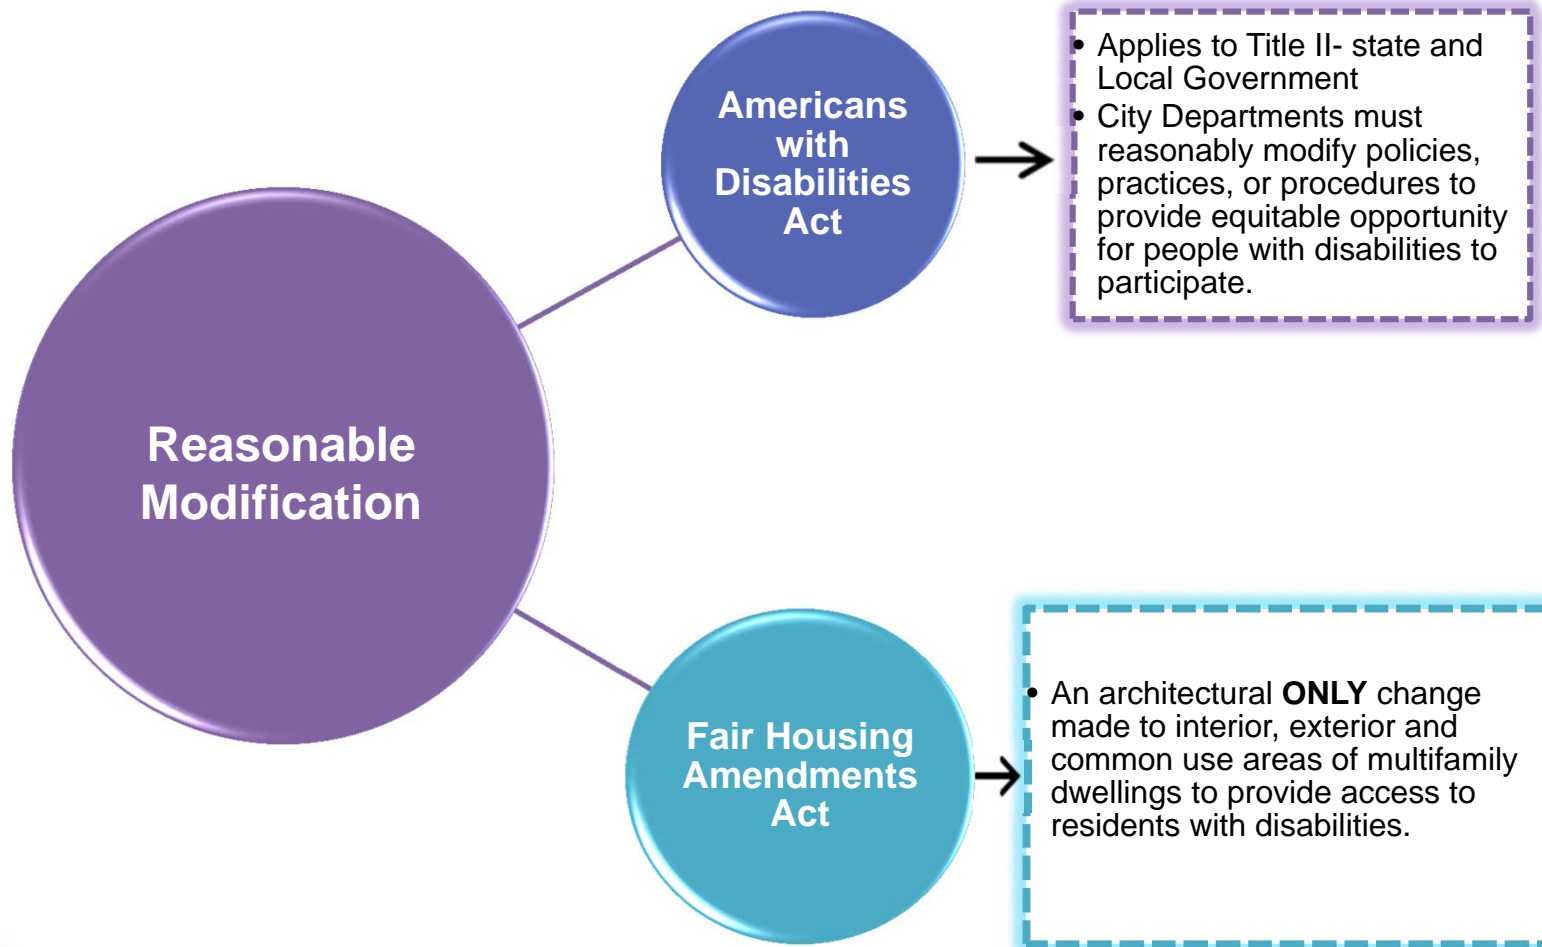 Reasonable
Modification
Americans
with
Disabilities
Act
• Applies to Title II- state and
Local Government
• City Departments must
reasonably modify policies,
practices, or procedures to
provide equitable opportunity
for people with disabilities to
participate.
Fair Housing
Amendments
Act
• An architectural ONLY change
made to interior, exterior and
common use areas of multifamily
dwellings to provide access to
residents with disabilities.